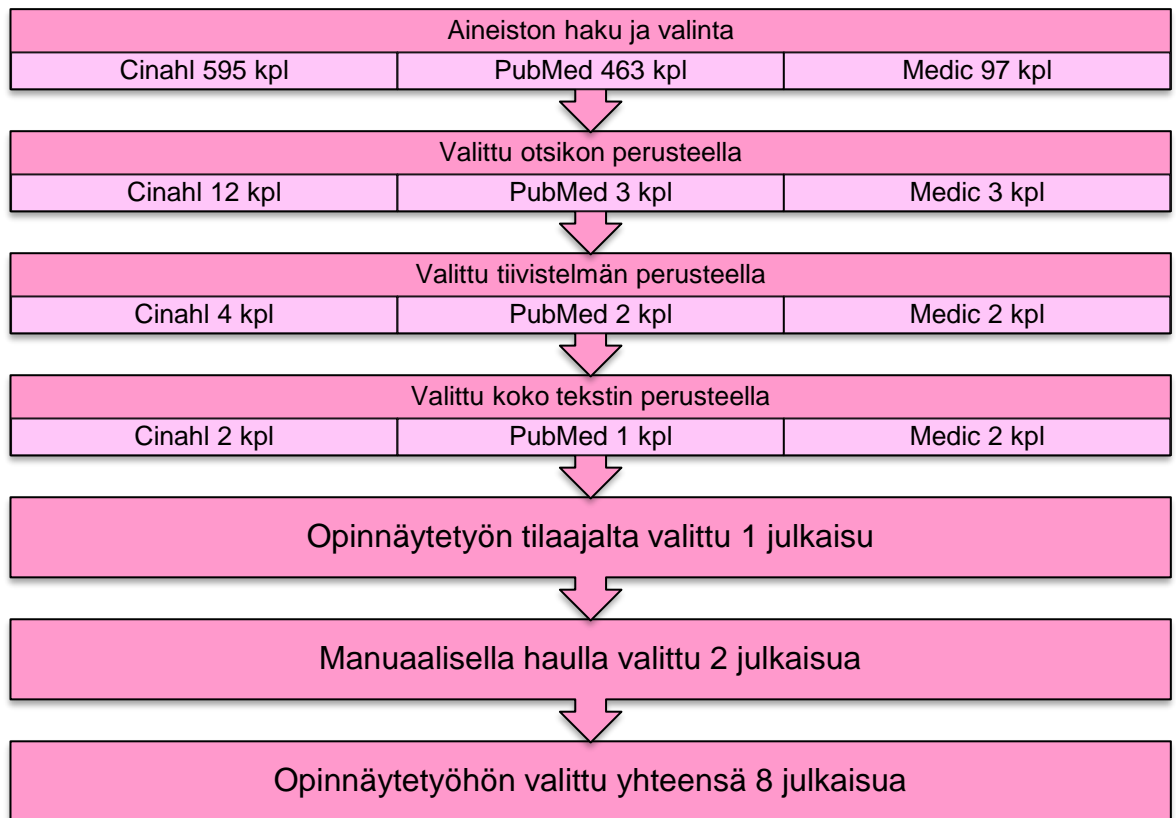 Aineiston haku ja valinta
Cinahl 595 kpl PubMed 463 kpl Medic 97 kpl
Valittu otsikon perusteella
Cinahl 12 kpl PubMed 3 kpl Medic 3 kpl
Valittu tiivistelmän perusteella
Cinahl 4 kpl PubMed 2 kpl Medic 2 kpl
Valittu koko tekstin perusteella
Cinahl 2 kpl PubMed 1 kpl Medic 2 kpl
Opinnäytetyön tilaajalta valittu 1 julkaisu
Manuaalisella haulla valittu 2 julkaisua
Opinnäytetyöhön valittu yhteensä 8 julkaisua